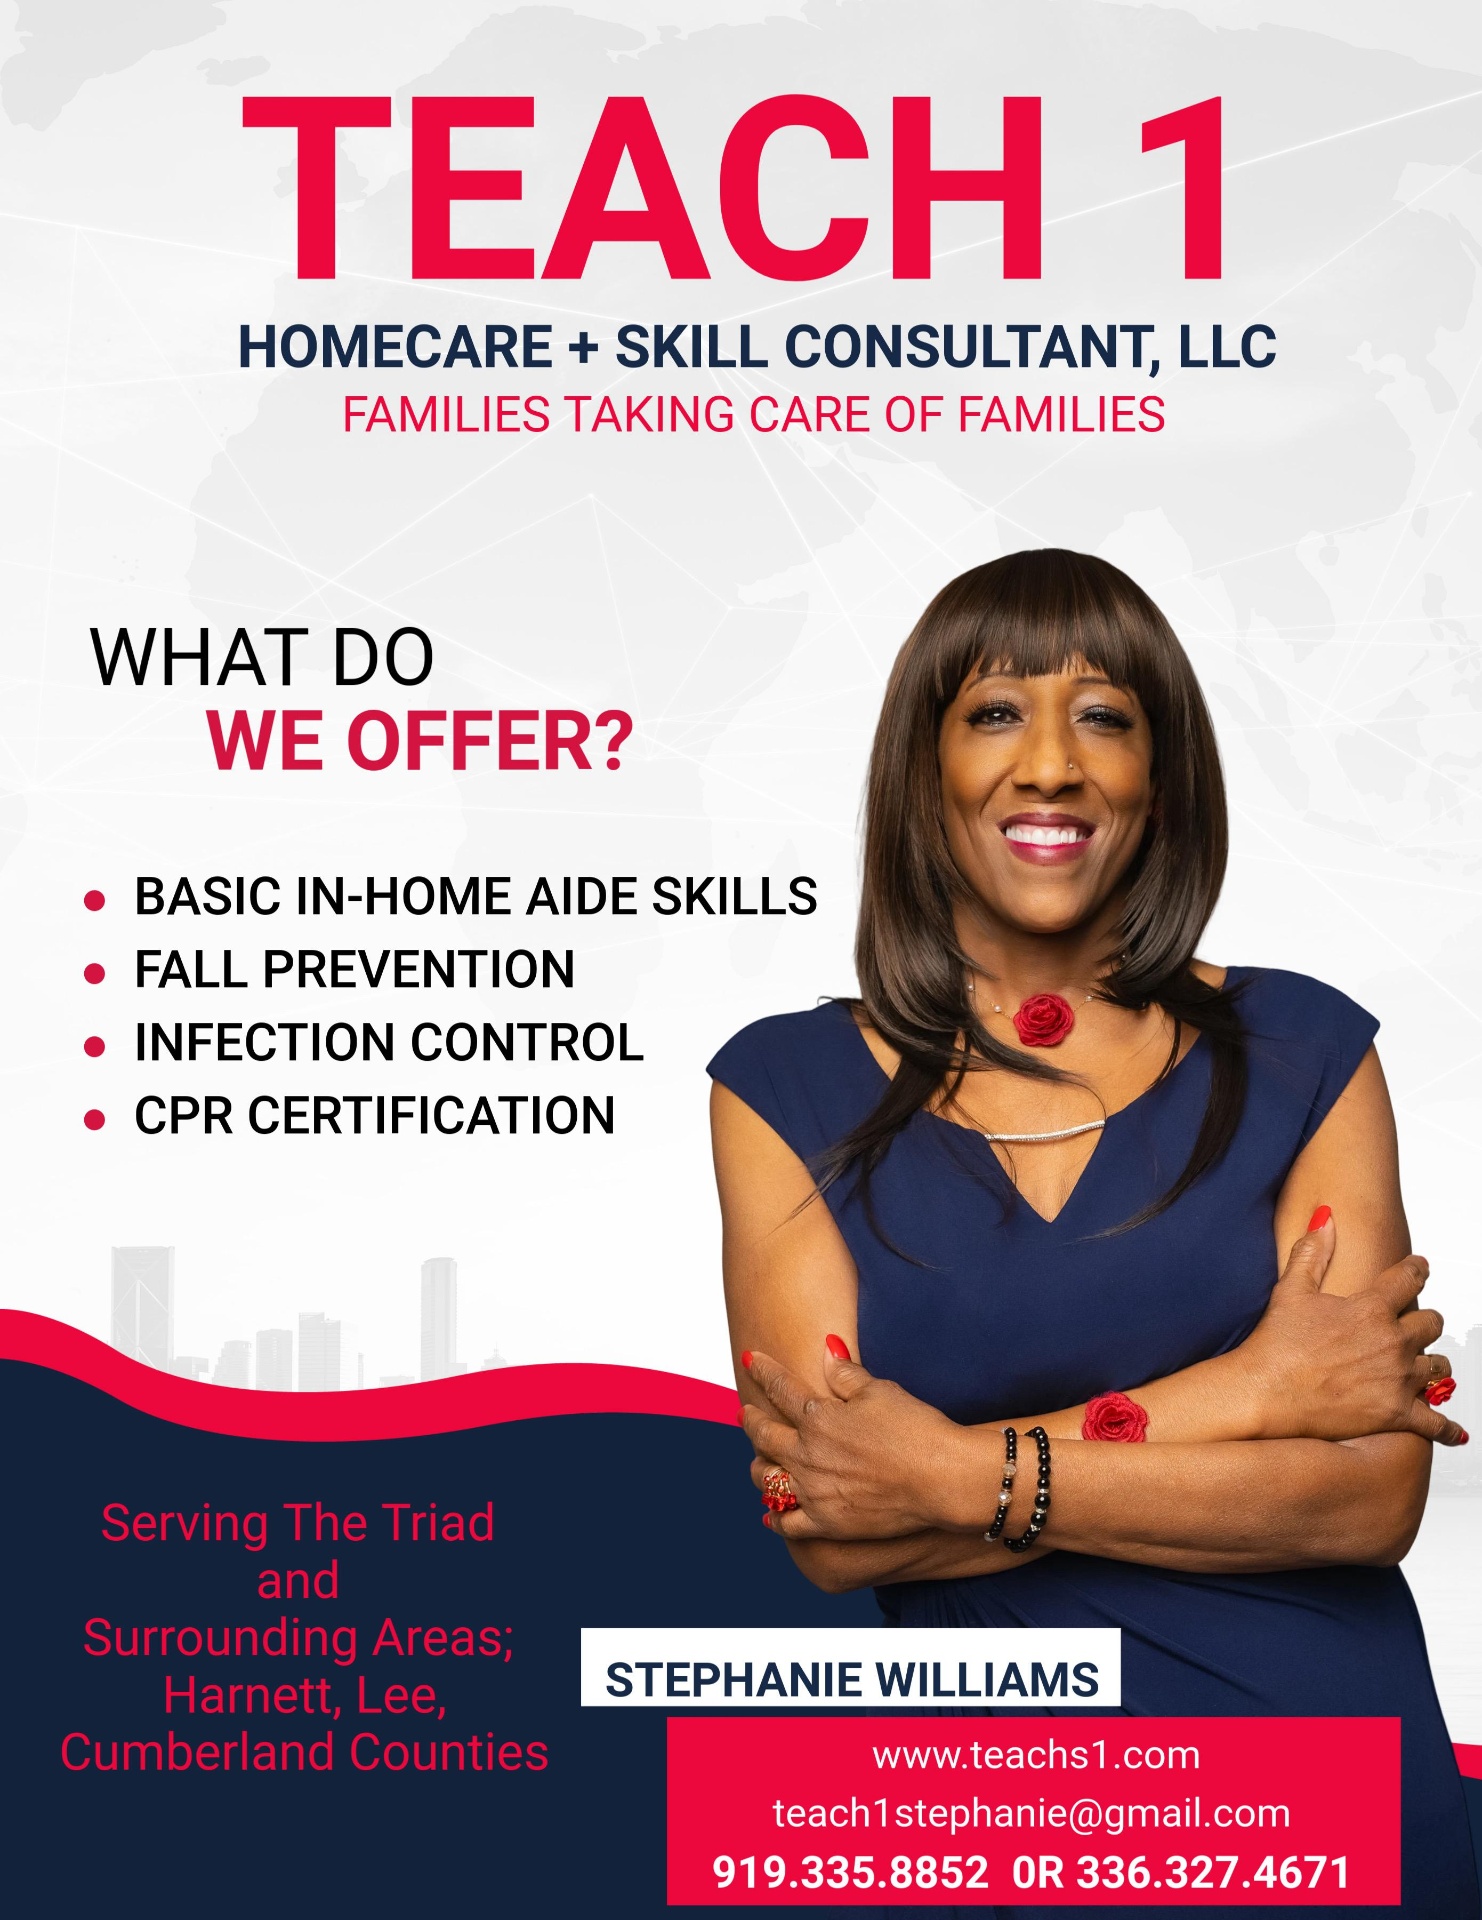 TEACH 1
HOMECARE + SKILL CONSULTANT, LLC
FAMILIES TAKING CARE OF FAMILIES
WHAT DO
WE OFFER?
• BASIC IN-HOME AIDE SKILLS
• FALL PREVENTION
• INFECTION CONTROL
• CPR CERTIFICATION
Serving The Triad
and
Surrounding Areas;
Harnett, Lee,
Cumberland Counties
STEPHANIE WILLIAMS
www.teachs1.com
teach1stephanie@gmail.com
919.335.8852 0R 336.327.4671